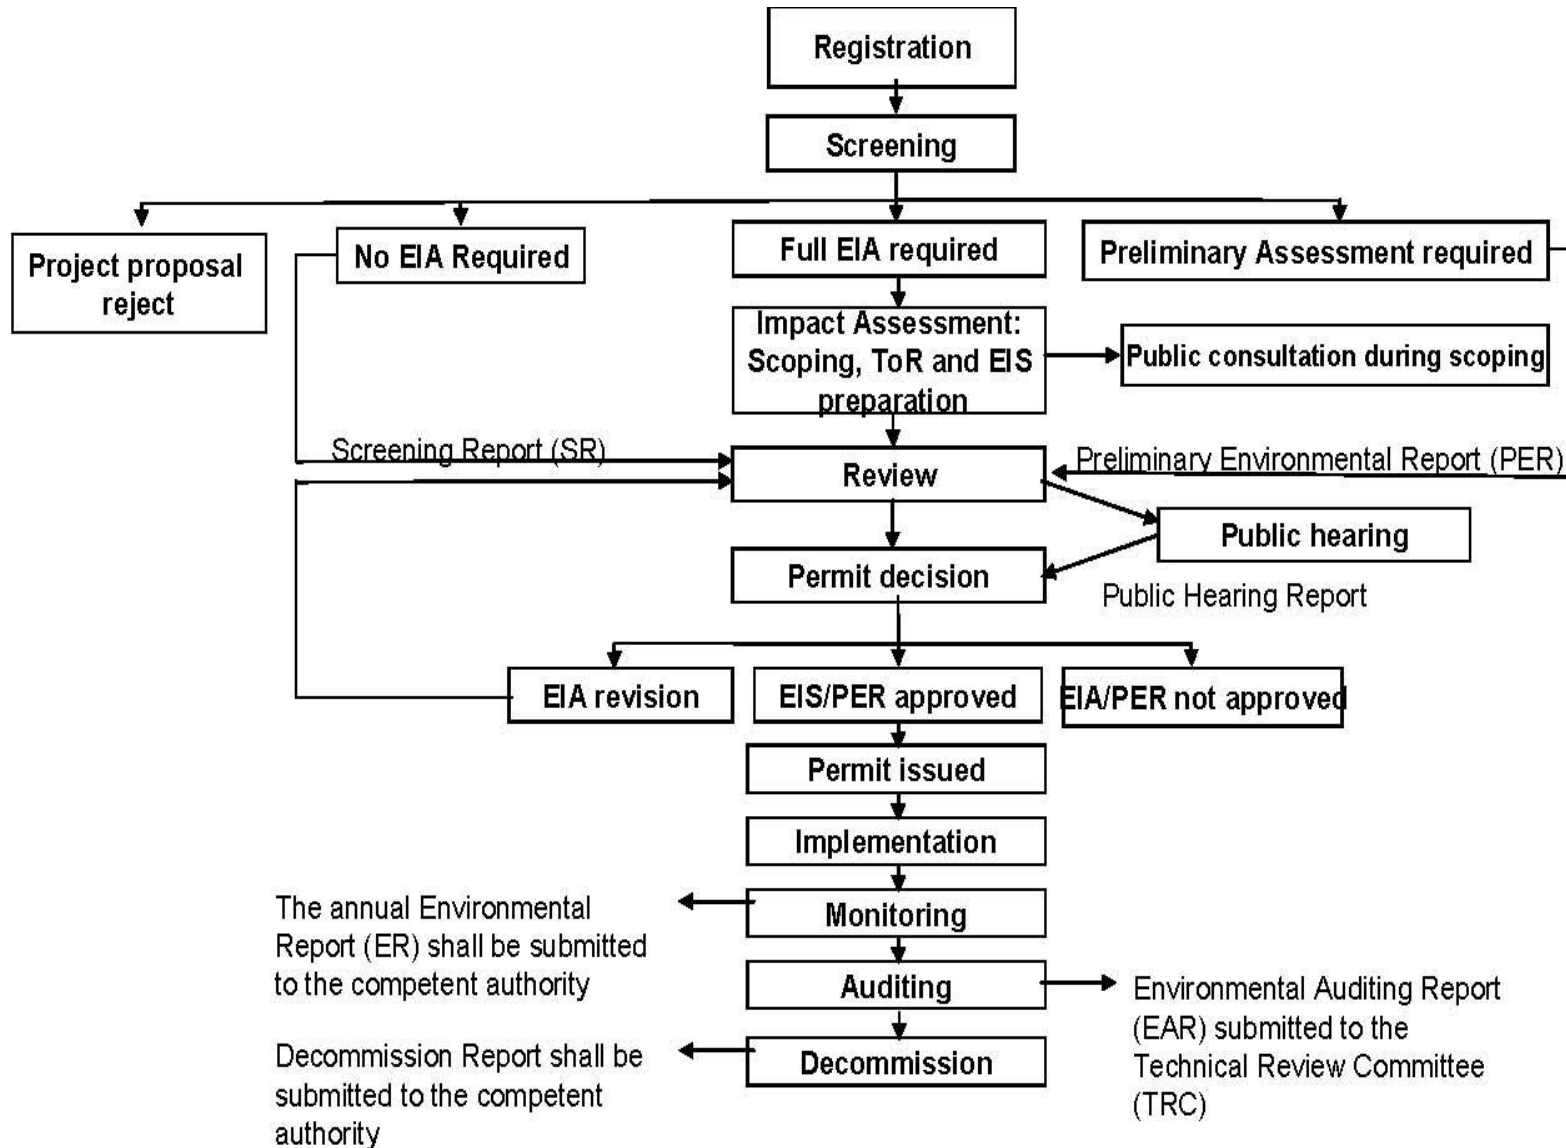 Registration
Screening
Project proposal
reject
No EIA Required
Full EIA required
Preliminary Assessment required
Impact Assessment:
Scoping, ToR and EIS
preparation
Public consultation during scoping
Screening Report (SR)
Review
Preliminary Environmental Report (PER)
Public hearing
Permit decision
Public Hearing Report
EIA revision
EIS/PER approved
EIA/PER not approved
Permit issued
Implementation
The annual Environmental
Report (ER) shall be submitted
to the competent authority
Monitoring
Auditing
Environmental Auditing Report
(EAR) submitted to the
Technical Review Committee
(TRC)
Decommission Report shall be
submitted to the competent
authority
Decommission